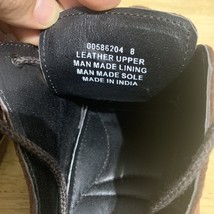 00586204 8
LEATHER UPPER
MAN MADE LINING
MAN MADE SOLE
MADE IN INDIA